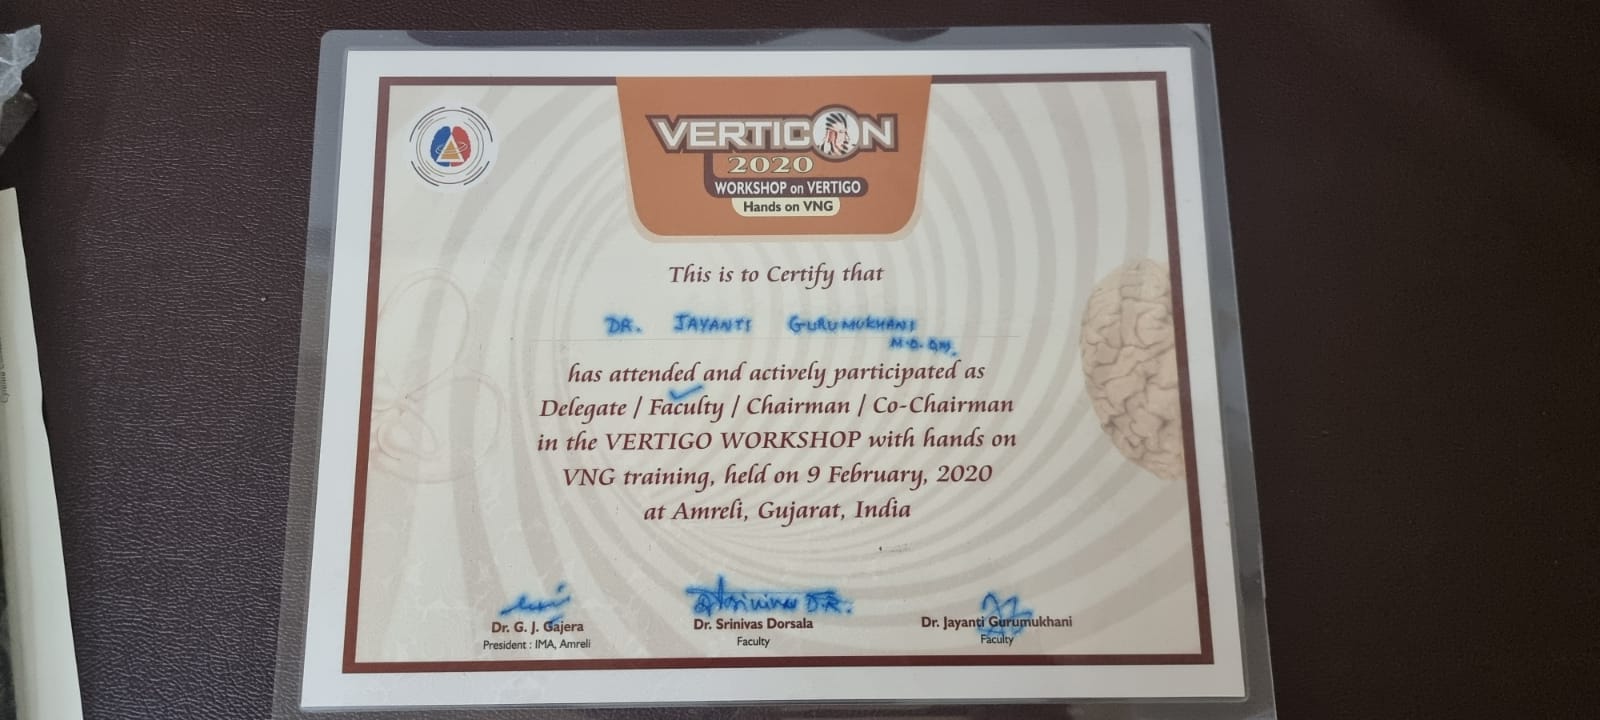 VERTICON
2020
WORKSHOP on VERTIGO
Hands on VNG
This is to Certify that
DR. JAYANTI GURUMUKHANI
has attended and actively participated as
Delegate / Faculty / Chairman / Co-Chairman
in the VERTIGO WORKSHOP with hands on
VNG training, held on 9 February, 2020
at Amreli, Gujarat, India
Dr. G. J. Gajera
President : IMA, Amreli
Srinivas D.R.
Dr. Srinivas Dorsala
Faculty
Dr. Jayanti Gurumukhani
Faculty